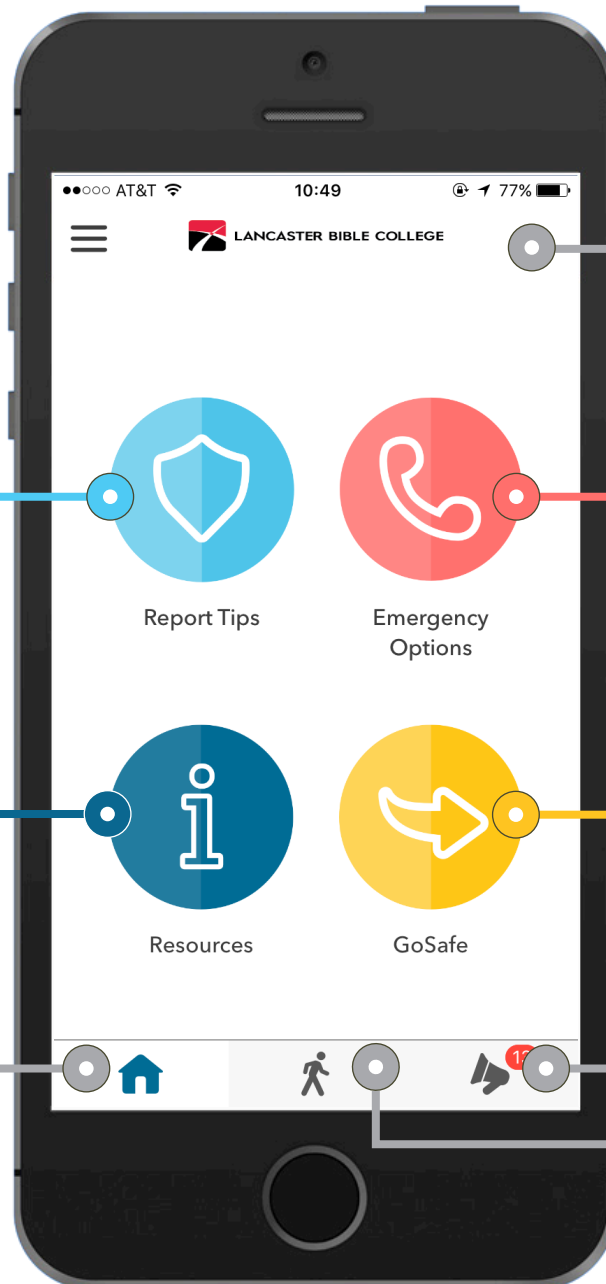 AT&T
10:49
77%
LANCASTER BIBLE COLLEGE
Report Tips
Emergency
Options
Resources
GoSafe